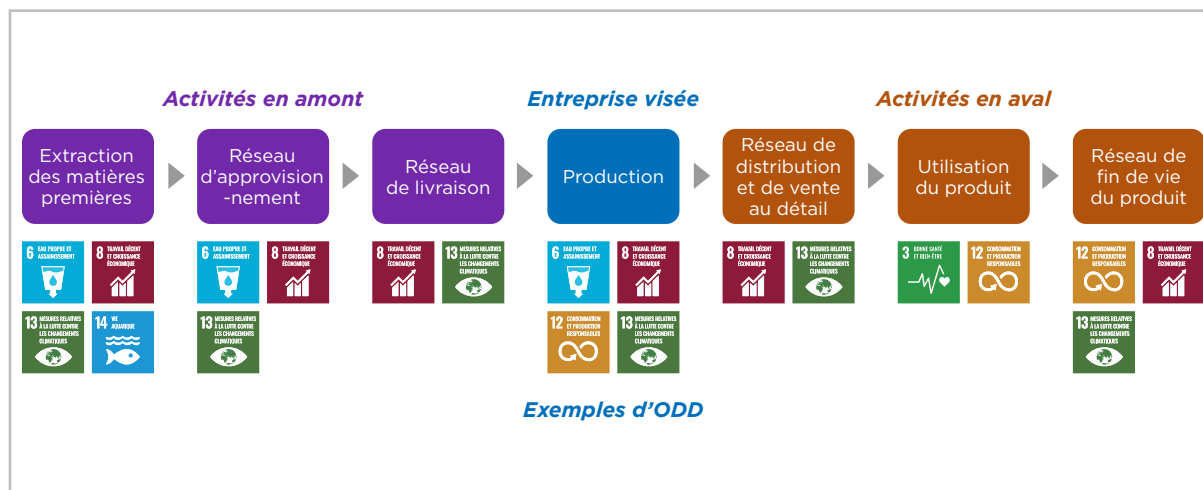 Activités en amont
Entreprise visée
Activités en aval
Extraction
des matières
premières
Réseau
d'approvision
-nement
Réseau
de livraison
Production
Réseau de
distribution
et de vente
au détail
Utilisation
du produit
Réseau de
fin de vie
du produit
6 EAU PROPRE ET
ASSAINISSEMENT
8 TRAVAIL DÉCENT
ET CROISSANCE
ÉCONOMIQUE
13 MESURES RELATIVES
À LA LUTTE CONTRE
LES CHANGEMENTS
CLIMATIQUES
14 VIE
AQUATIQUE
6 EAU PROPRE ET
ASSAINISSEMENT
8 TRAVAIL DÉCENT
ET CROISSANCE
ÉCONOMIQUE
13 MESURES RELATIVES
À LA LUTTE CONTRE
LES CHANGEMENTS
CLIMATIQUES
8 TRAVAIL DÉCENT
ET CROISSANCE
ÉCONOMIQUE
13 MESURES RELATIVES
À LA LUTTE CONTRE
LES CHANGEMENTS
CLIMATIQUES
6 EAU PROPRE ET
ASSAINISSEMENT
8 TRAVAIL DÉCENT
ET CROISSANCE
ÉCONOMIQUE
12 CONSOMMATION
ET PRODUCTION
RESPONSABLES
13 MESURES RELATIVES
À LA LUTTE CONTRE
LES CHANGEMENTS
CLIMATIQUES
8 TRAVAIL DÉCENT
ET CROISSANCE
ÉCONOMIQUE
13 MESURES RELATIVES
À LA LUTTE CONTRE
LES CHANGEMENTS
CLIMATIQUES
3 BONNE SANTÉ
ET BIEN-ÊTRE
12 CONSOMMATION
ET PRODUCTION
RESPONSABLES
12 CONSOMMATION
ET PRODUCTION
RESPONSABLES
8 TRAVAIL DÉCENT
ET CROISSANCE
ÉCONOMIQUE
13 MESURES RELATIVES
À LA LUTTE CONTRE
LES CHANGEMENTS
CLIMATIQUES
Exemples d'ODD